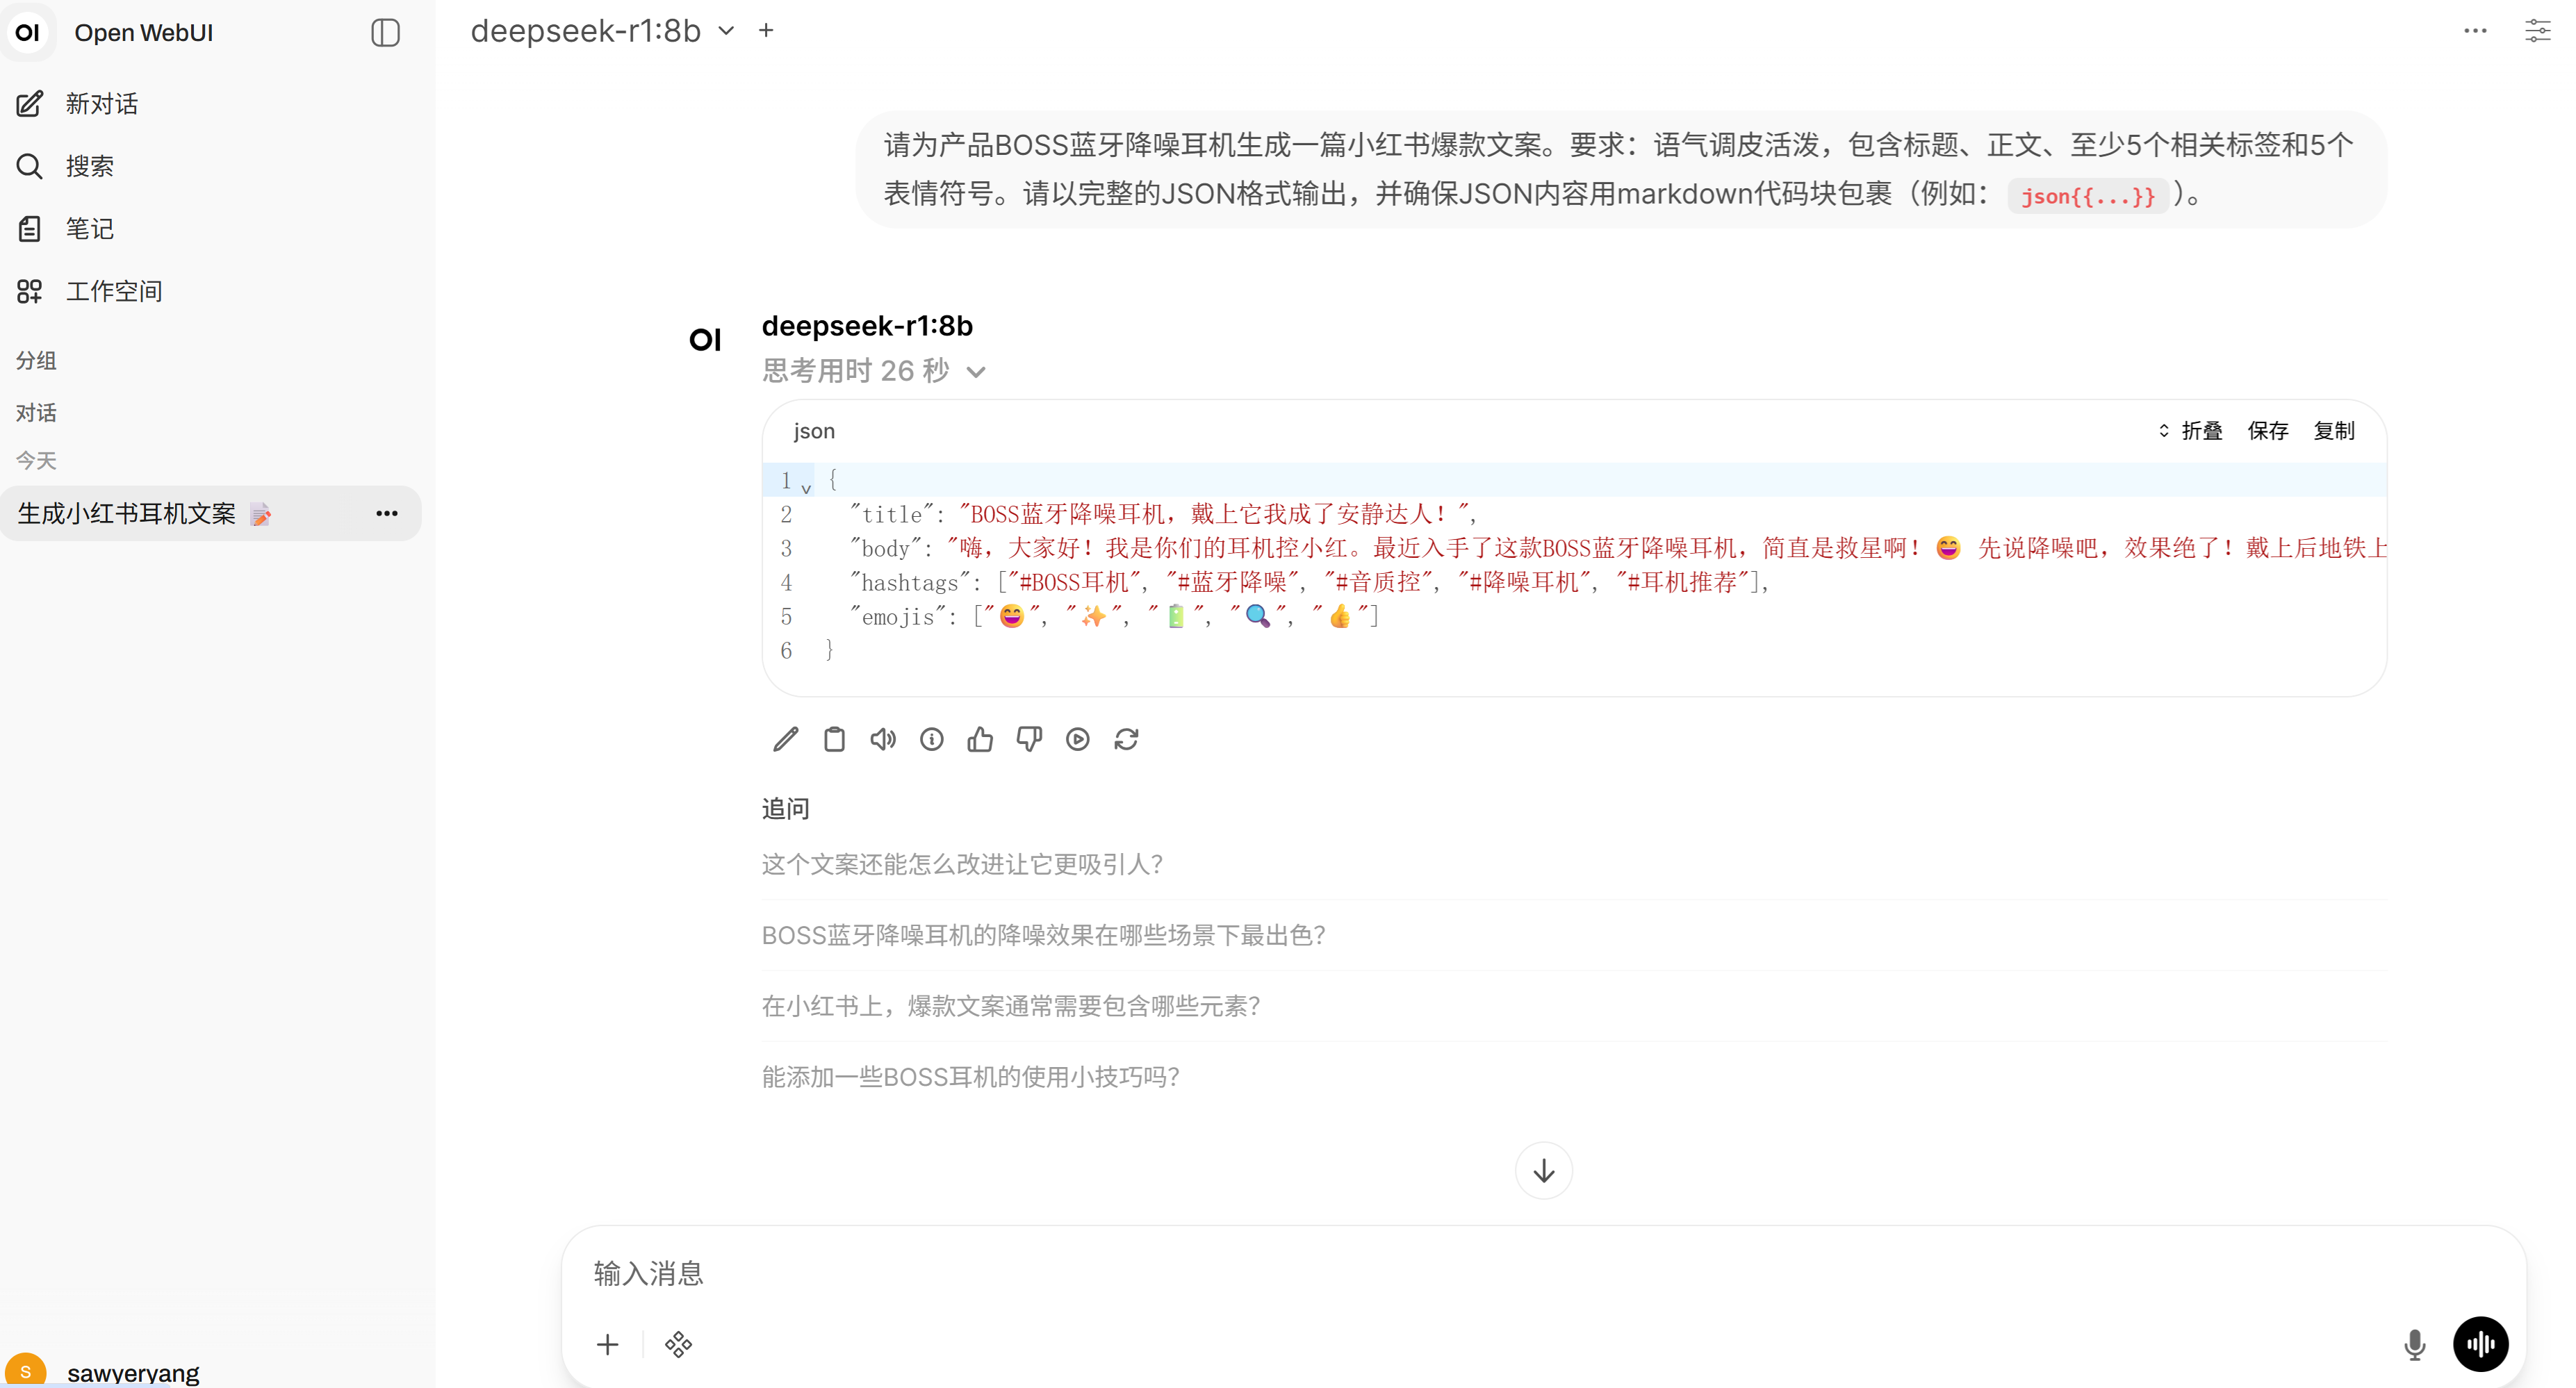 OI Open WebUI
新对话
搜索
笔记
工作空间
分组
对话
今天
生成小红书耳机文案 📝
sawyeryang
S
deepseek-r1:8b
请为产品BOSS蓝牙降噪耳机生成一篇小红书爆款文案。要求：语气调皮活泼，包含标题、正文、至少5个相关标签和5个
表情符号。请以完整的JSON格式输出，并确保JSON内容用markdown代码块包裹（例如： json{{...}} ）。
OI deepseek-r1:8b
思考用时 26 秒
json 折叠 保存 复制
1 {
2 "title": "BOSS蓝牙降噪耳机，戴上它我成了安静达人！",
3 "body": "嗨，大家好！我是你们的耳机控小红。最近入手了这款BOSS蓝牙降噪耳机，简直是救星啊！😄 先说降噪吧，效果绝了！戴上后地铁上
4 "hashtags": ["#BOSS耳机", "#蓝牙降噪", "#音质控", "#降噪耳机", "#耳机推荐"],
5 "emojis": ["😄", "✨", "🔋", "🔍", "👍"]
6 }
追问
这个文案还能怎么改进让它更吸引人？
BOSS蓝牙降噪耳机的降噪效果在哪些场景下最出色？
在小红书上，爆款文案通常需要包含哪些元素？
能添加一些BOSS耳机的使用小技巧吗？
输入消息